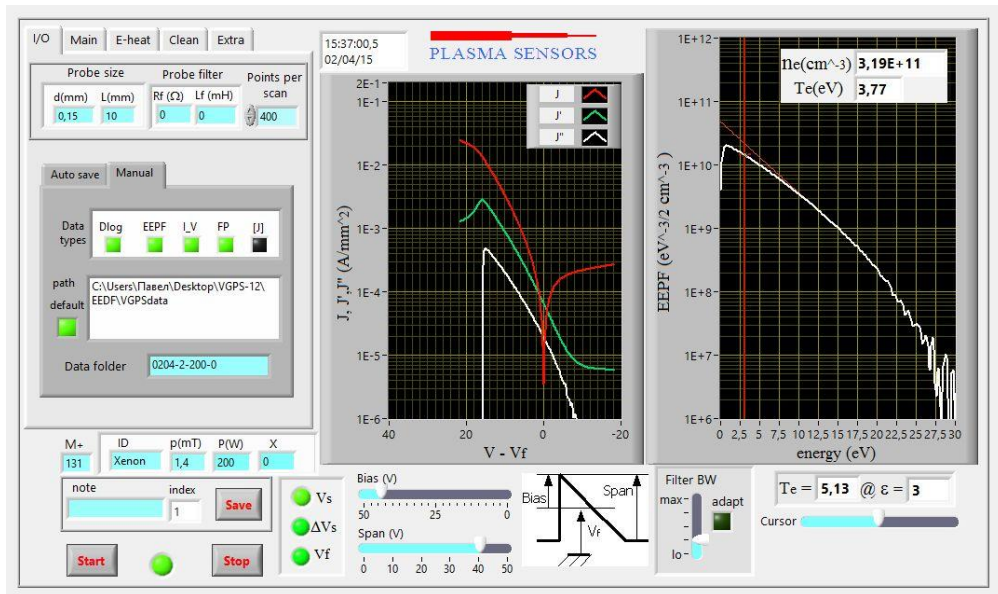 I/O Main E-heat Clean Extra
Probe size Probe filter Points per scan
d(mm) L(mm) Rf (Ω) Lf (mH)
0,15 10 0 0 400
Auto save Manual
Data types Dlog EEPF I_V FP [J]
path C:\Users\Павел\Desktop\VGPS-12\
default EEDF\VGPSdata
Data folder 0204-2-200-0
M+ ID p(mT) P(W) X
131 Xenon 1,4 200 0
note index
1 Save
Start Stop
Vs
ΔVs
Vf
15:37:00,5
02/04/15
PLASMA SENSORS
J
J'
J"
2E-1
1E-1
1E-2
1E-3
1E-4
1E-5
1E-6
J, J',J" (A/mm^2)
40 20 0 -20
V - Vf
Bias (V)
50 25 0
Span (V)
0 10 20 30 40 50
Bias Span
Vf
1E+12
1E+11
1E+10
1E+9
1E+8
1E+7
1E+6
EEPF (eV^-3/2 cm^-3 )
ne(cm^-3) 3,19E+11
Te(eV) 3,77
0 2,5 5 7,5 10 12,5 15 17,5 20 22,5 25 27,5 30
energy (eV)
Filter BW
max
adapt
lo
Te = 5,13 @ ε = 3
Cursor